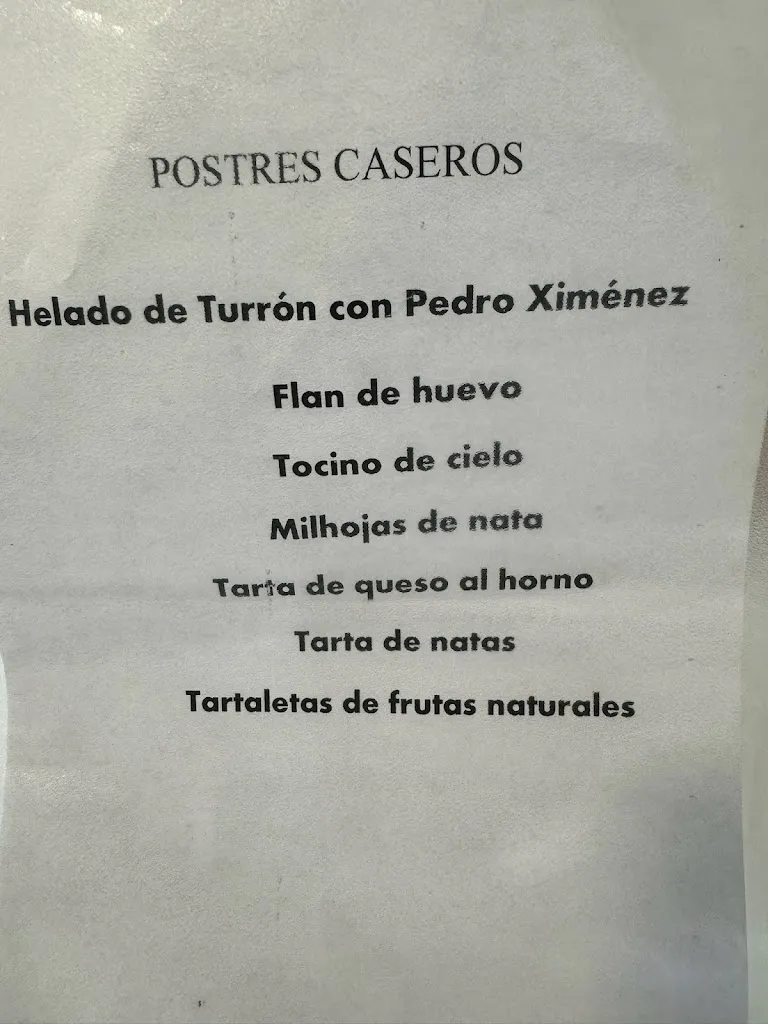 POSTRES CASEROS
Helado de Turrón con Pedro Ximénez
Flan de huevo
Tocino de cielo
Milhojas de nata
Tarta de queso al horno
Tarta de natas
Tartaletas de frutas naturales